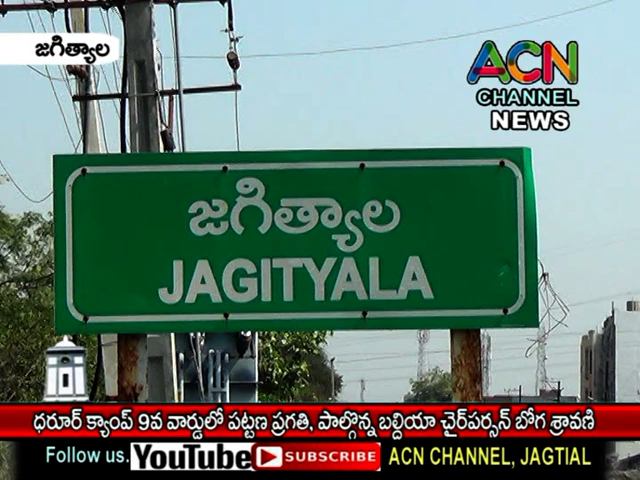 జగిత్యాల
ACN
CHANNEL
NEWS
జగిత్యాల
JAGITYALA
ధరూర్ క్యాంప్ 9వ వార్డులో పట్టణ ప్రగతి, పాల్గొన్న బల్దియా చైర్‌పర్సన్ బోగ శ్రావణి
Follow us. YouTube SUBSCRIBE ACN CHANNEL, JAGTIAL